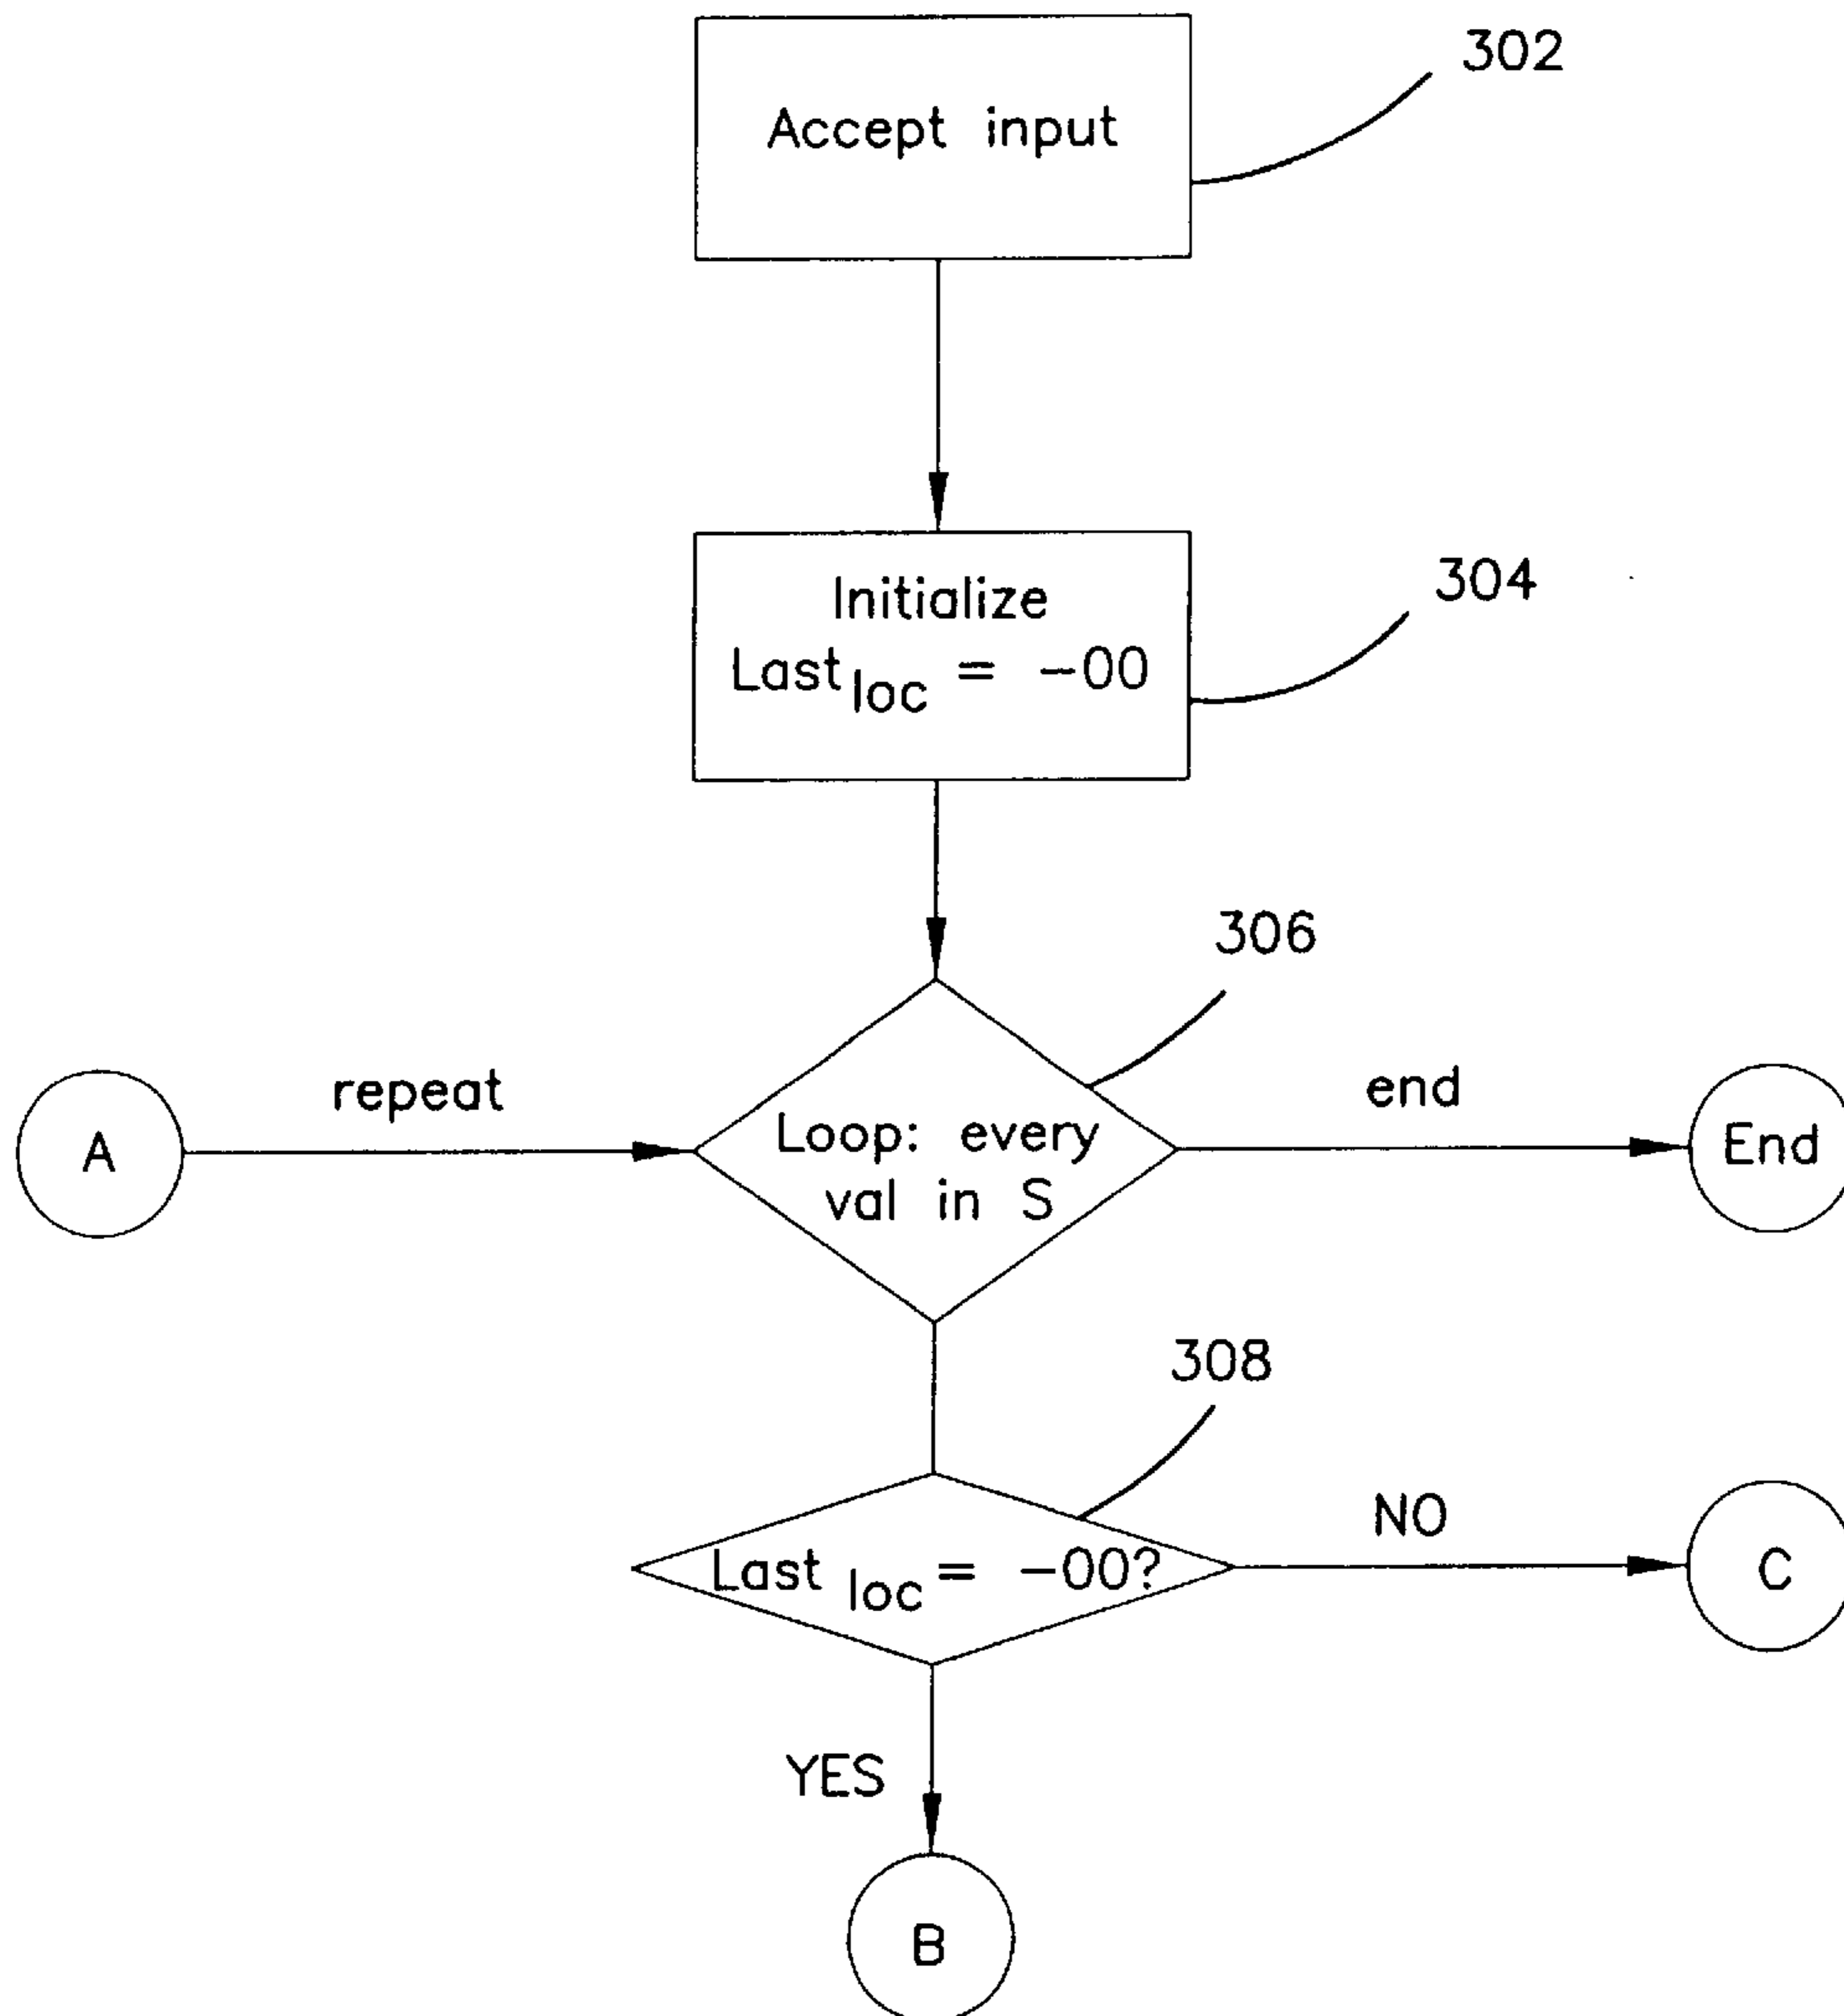 302
Accept input
304
Initialize
Last loc = -00
306
repeat
end
A
Loop: every
val in S
End
308
NO
Last loc = -00?
C
YES
B